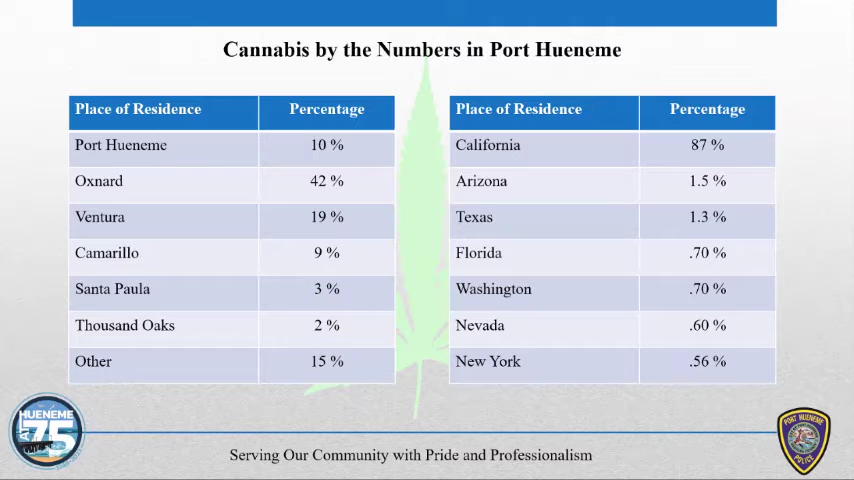 Cannabis by the Numbers in Port Hueneme
Place of Residence Percentage
Port Hueneme 10 %
Oxnard 42 %
Ventura 19 %
Camarillo 9 %
Santa Paula 3 %
Thousand Oaks 2 %
Other 15 %
Place of Residence Percentage
California 87 %
Arizona 1.5 %
Texas 1.3 %
Florida .70 %
Washington .70 %
Nevada .60 %
New York .56 %
HUENEME
AT
75
Serving Our Community with Pride and Professionalism
PORT HUENEME
POLICE